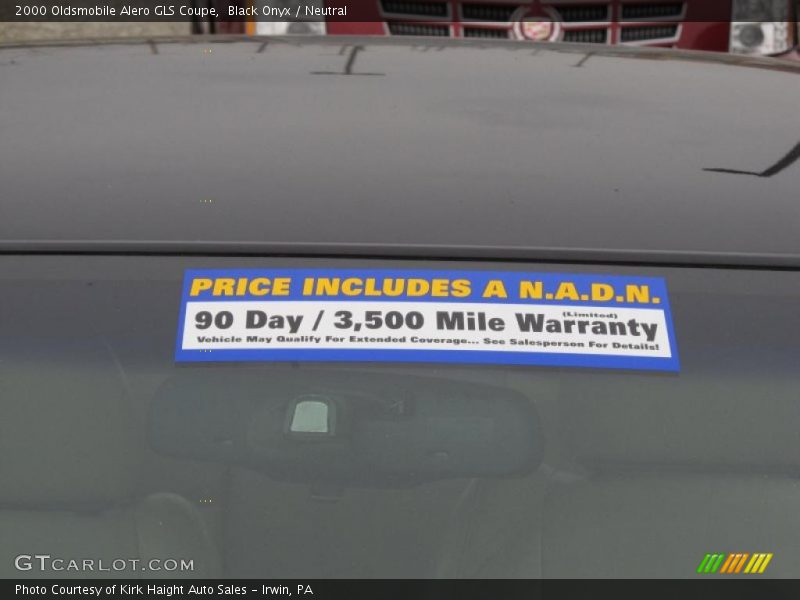 2000 Oldsmobile Alero GLS Coupe, Black Onyx / Neutral
PRICE INCLUDES A N.A.D.N.
(Limited)
90 Day / 3,500 Mile Warranty
Vehicle May Qualify For Extended Coverage... See Salesperson For Details!
GTCARLOT.COM
Photo Courtesy of Kirk Haight Auto Sales - Irwin, PA